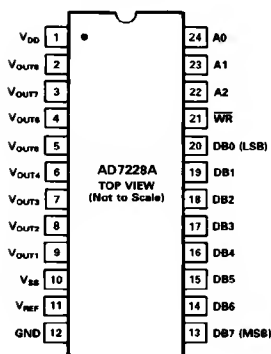 VDD 1 24 A0
VOUT8 2 23 A1
VOUT7 3 22 A2
VOUT6 4 21 WR
VOUT5 5 20 DB0 (LSB)
VOUT4 6 19 DB1
AD7228A
TOP VIEW
(Not to Scale)
VOUT3 7 18 DB2
VOUT2 8 17 DB3
VOUT1 9 16 DB4
VSS 10 15 DB5
VREF 11 14 DB6
GND 12 13 DB7 (MSB)